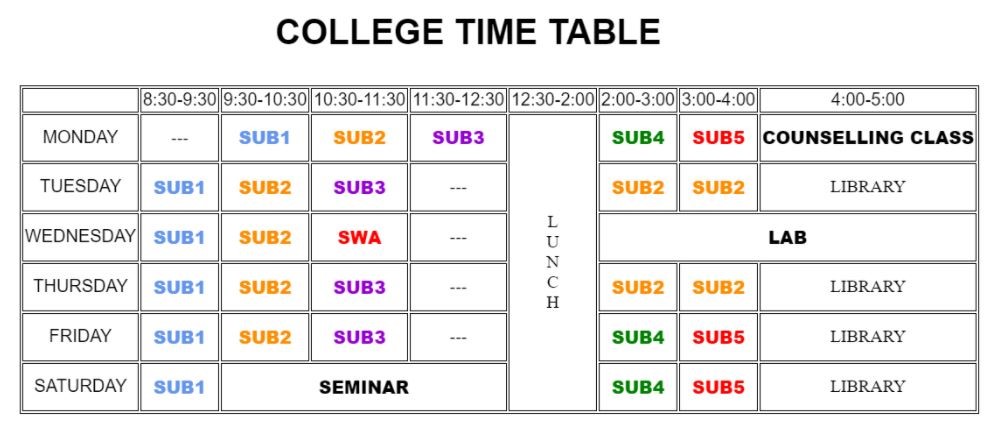 COLLEGE TIME TABLE
8:30-9:30 9:30-10:30 10:30-11:30 11:30-12:30 12:30-2:00 2:00-3:00 3:00-4:00 4:00-5:00
MONDAY --- SUB1 SUB2 SUB3 SUB4 SUB5 COUNSELLING CLASS
TUESDAY SUB1 SUB2 SUB3 --- SUB2 SUB2 LIBRARY
WEDNESDAY SUB1 SUB2 SWA --- LAB
THURSDAY SUB1 SUB2 SUB3 --- SUB2 SUB2 LIBRARY
FRIDAY SUB1 SUB2 SUB3 --- SUB4 SUB5 LIBRARY
SATURDAY SUB1 SEMINAR SUB4 SUB5 LIBRARY
L
U
N
C
H